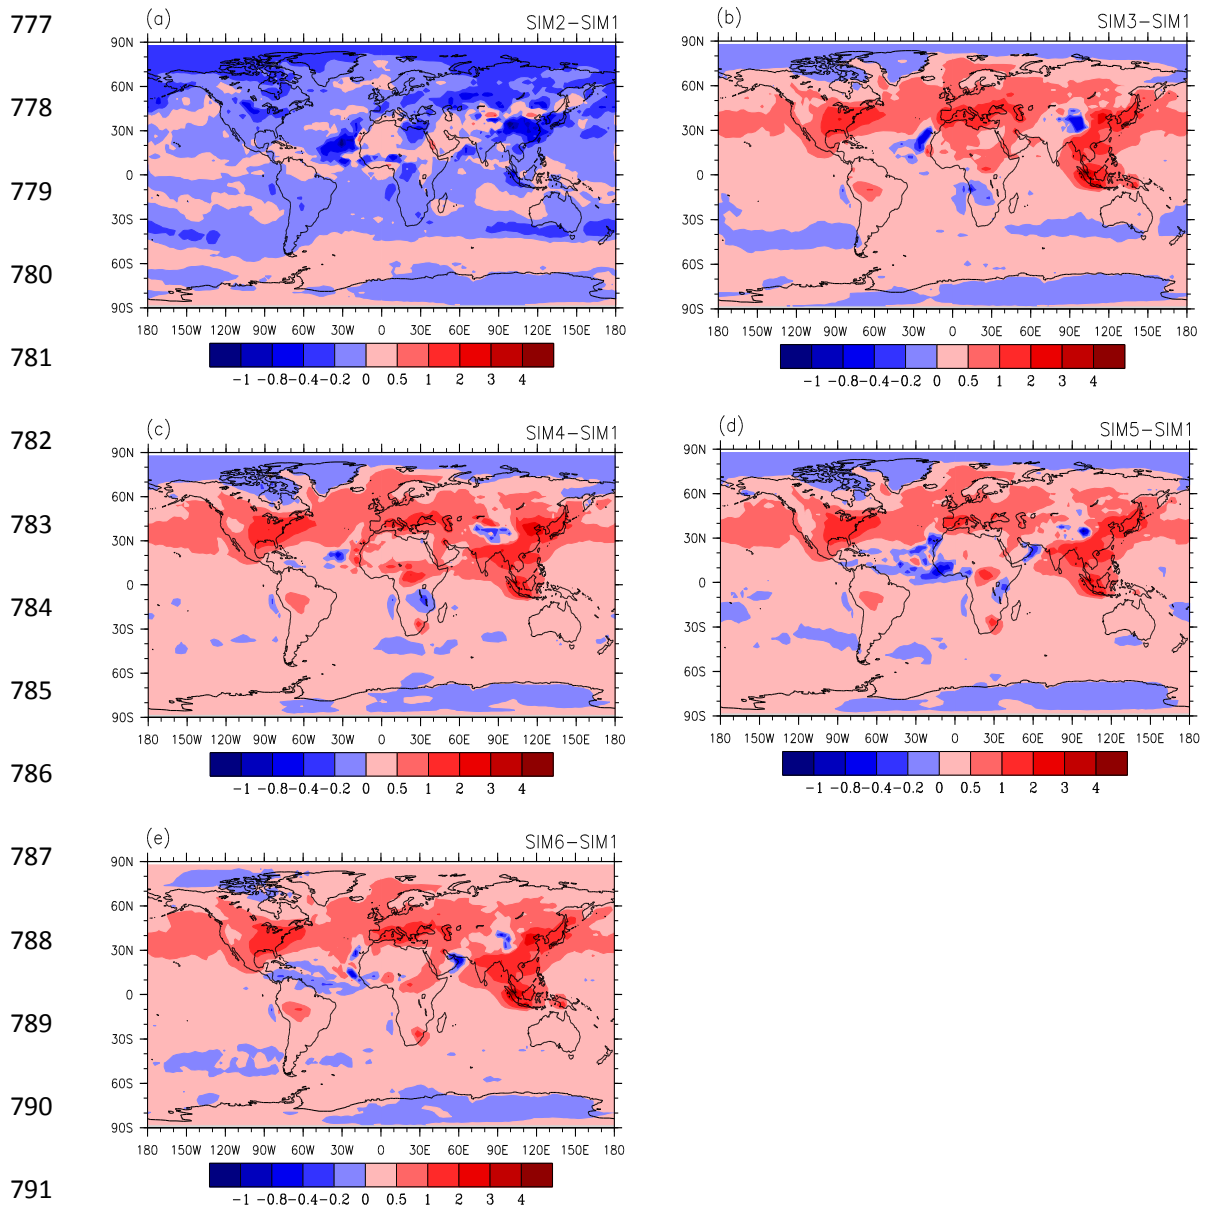 777
(a) SIM2-SIM1
(b) SIM3-SIM1
90N 90N
60N 60N
778
30N 30N
779
0 0
30S 30S
780
60S 60S
90S 90S
180 150W 120W 90W 60W 30W 0 30E 60E 90E 120E 150E 180
180 150W 120W 90W 60W 30W 0 30E 60E 90E 120E 150E 180
781
-1 -0.8 -0.4 -0.2 0 0.5 1 2 3 4
-1 -0.8 -0.4 -0.2 0 0.5 1 2 3 4
782
(c) SIM4-SIM1
(d) SIM5-SIM1
90N 90N
60N 60N
783
30N 30N
0 0
784
30S 30S
60S 60S
785
90S 90S
180 150W 120W 90W 60W 30W 0 30E 60E 90E 120E 150E 180
180 150W 120W 90W 60W 30W 0 30E 60E 90E 120E 150E 180
786
-1 -0.8 -0.4 -0.2 0 0.5 1 2 3 4
-1 -0.8 -0.4 -0.2 0 0.5 1 2 3 4
787
(e) SIM6-SIM1
90N
60N
788
30N
0
789
30S
60S
790
90S
180 150W 120W 90W 60W 30W 0 30E 60E 90E 120E 150E 180
791
-1 -0.8 -0.4 -0.2 0 0.5 1 2 3 4